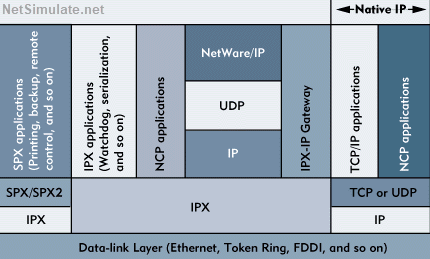 NetSimulate.net
Native IP
SPX applications
(Printing, backup, remote
control, and so on)
IPX applications
(Watchdog, serialization,
and so on)
NCP applications
NetWare/IP
UDP
IP
IPX-IP Gateway
TCP/IP applications
NCP applications
SPX/SPX2
IPX
IPX
TCP or UDP
IP
Data-link Layer (Ethernet, Token Ring, FDDI, and so on)